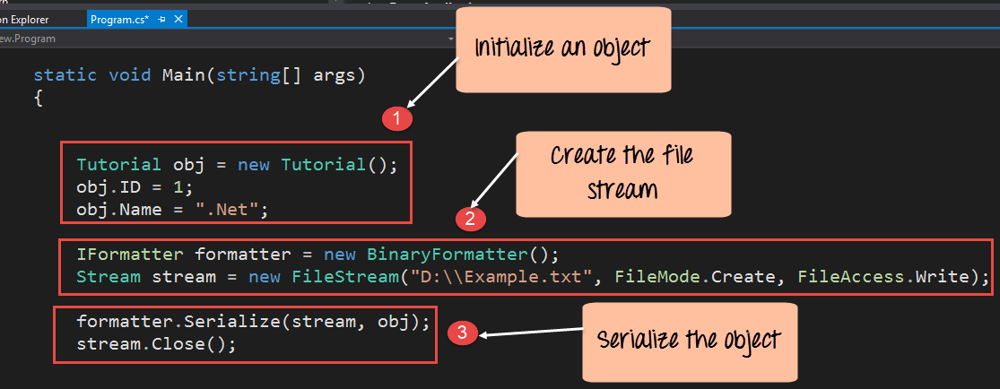 on Explorer
Program.cs*
ew.Program
Initialize an object
static void Main(string[] args)
{
1
Create the file
stream
Tutorial obj = new Tutorial();
obj.ID = 1;
obj.Name = ".Net";
2
IFormatter formatter = new BinaryFormatter();
Stream stream = new FileStream("D:\\Example.txt", FileMode.Create, FileAccess.Write);
formatter.Serialize(stream, obj);
stream.Close();
3
Serialize the object